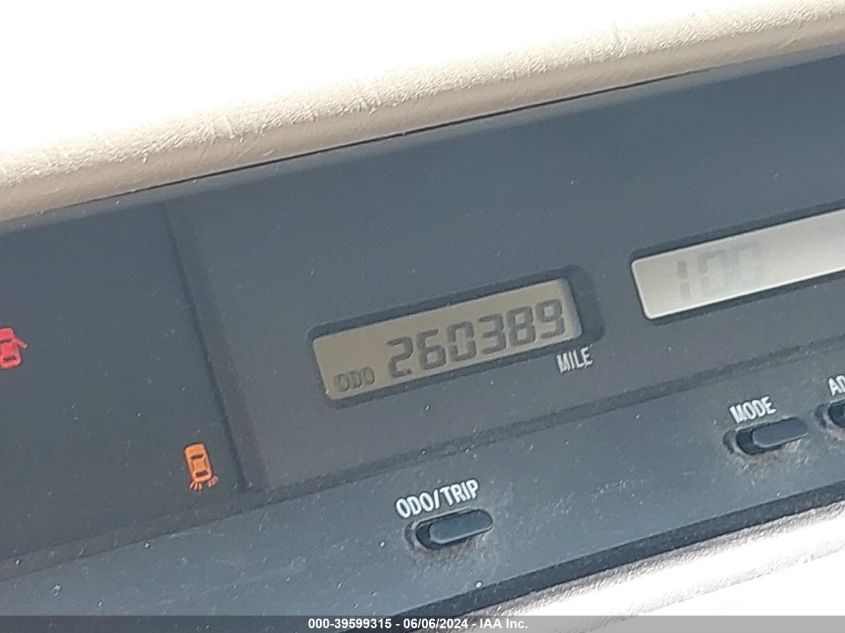 100
ODO 260389
MILE
MODE
ODO/TRIP
000-39599315 - 06/06/2024 - IAA Inc.